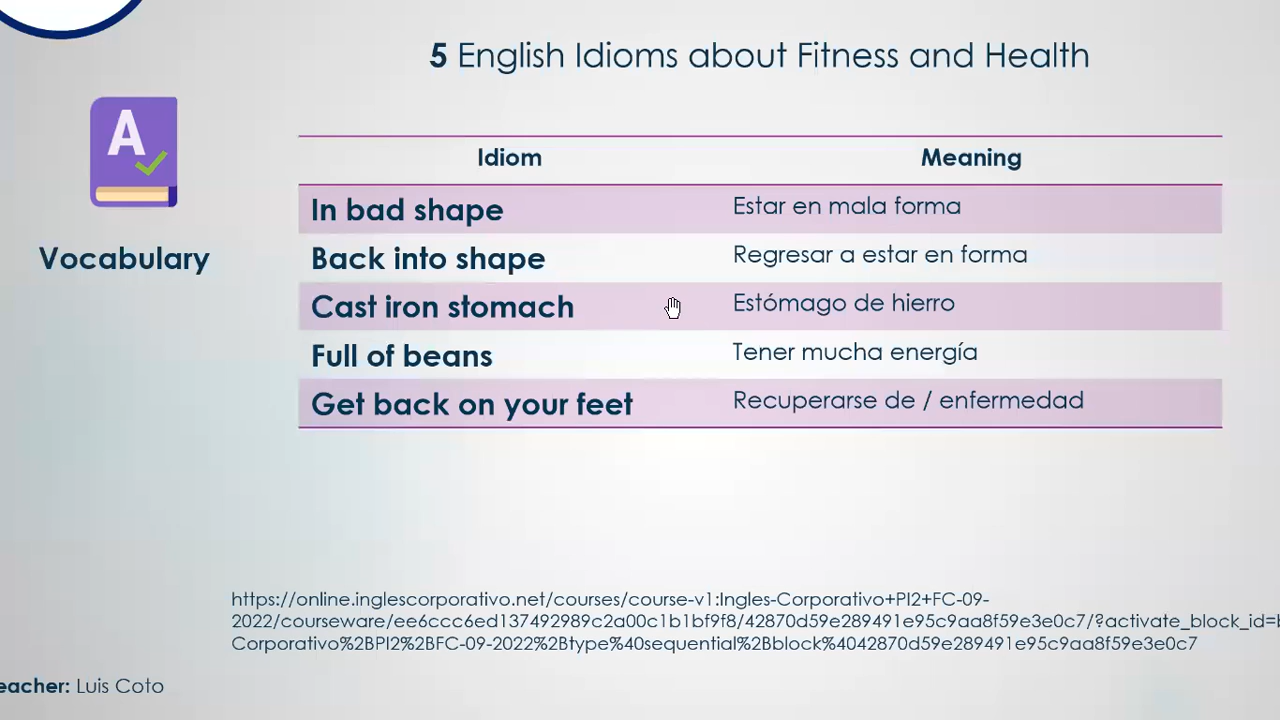 5 English Idioms about Fitness and Health
A
Vocabulary
Idiom Meaning
In bad shape Estar en mala forma
Back into shape Regresar a estar en forma
Cast iron stomach Estómago de hierro
Full of beans Tener mucha energía
Get back on your feet Recuperarse de / enfermedad
https://online.inglescorporativo.net/courses/course-v1:Ingles-Corporativo+PI2+FC-09-
2022/courseware/ee6ccc6ed137492989c2a00c1b1bf9f8/42870d59e289491e95c9aa8f59e3e0c7/?activate_block_id=b
Corporativo%2BPI2%2BFC-09-2022%2Btype%40sequential%2Bblock%4042870d59e289491e95c9aa8f59e3e0c7
eacher: Luis Coto